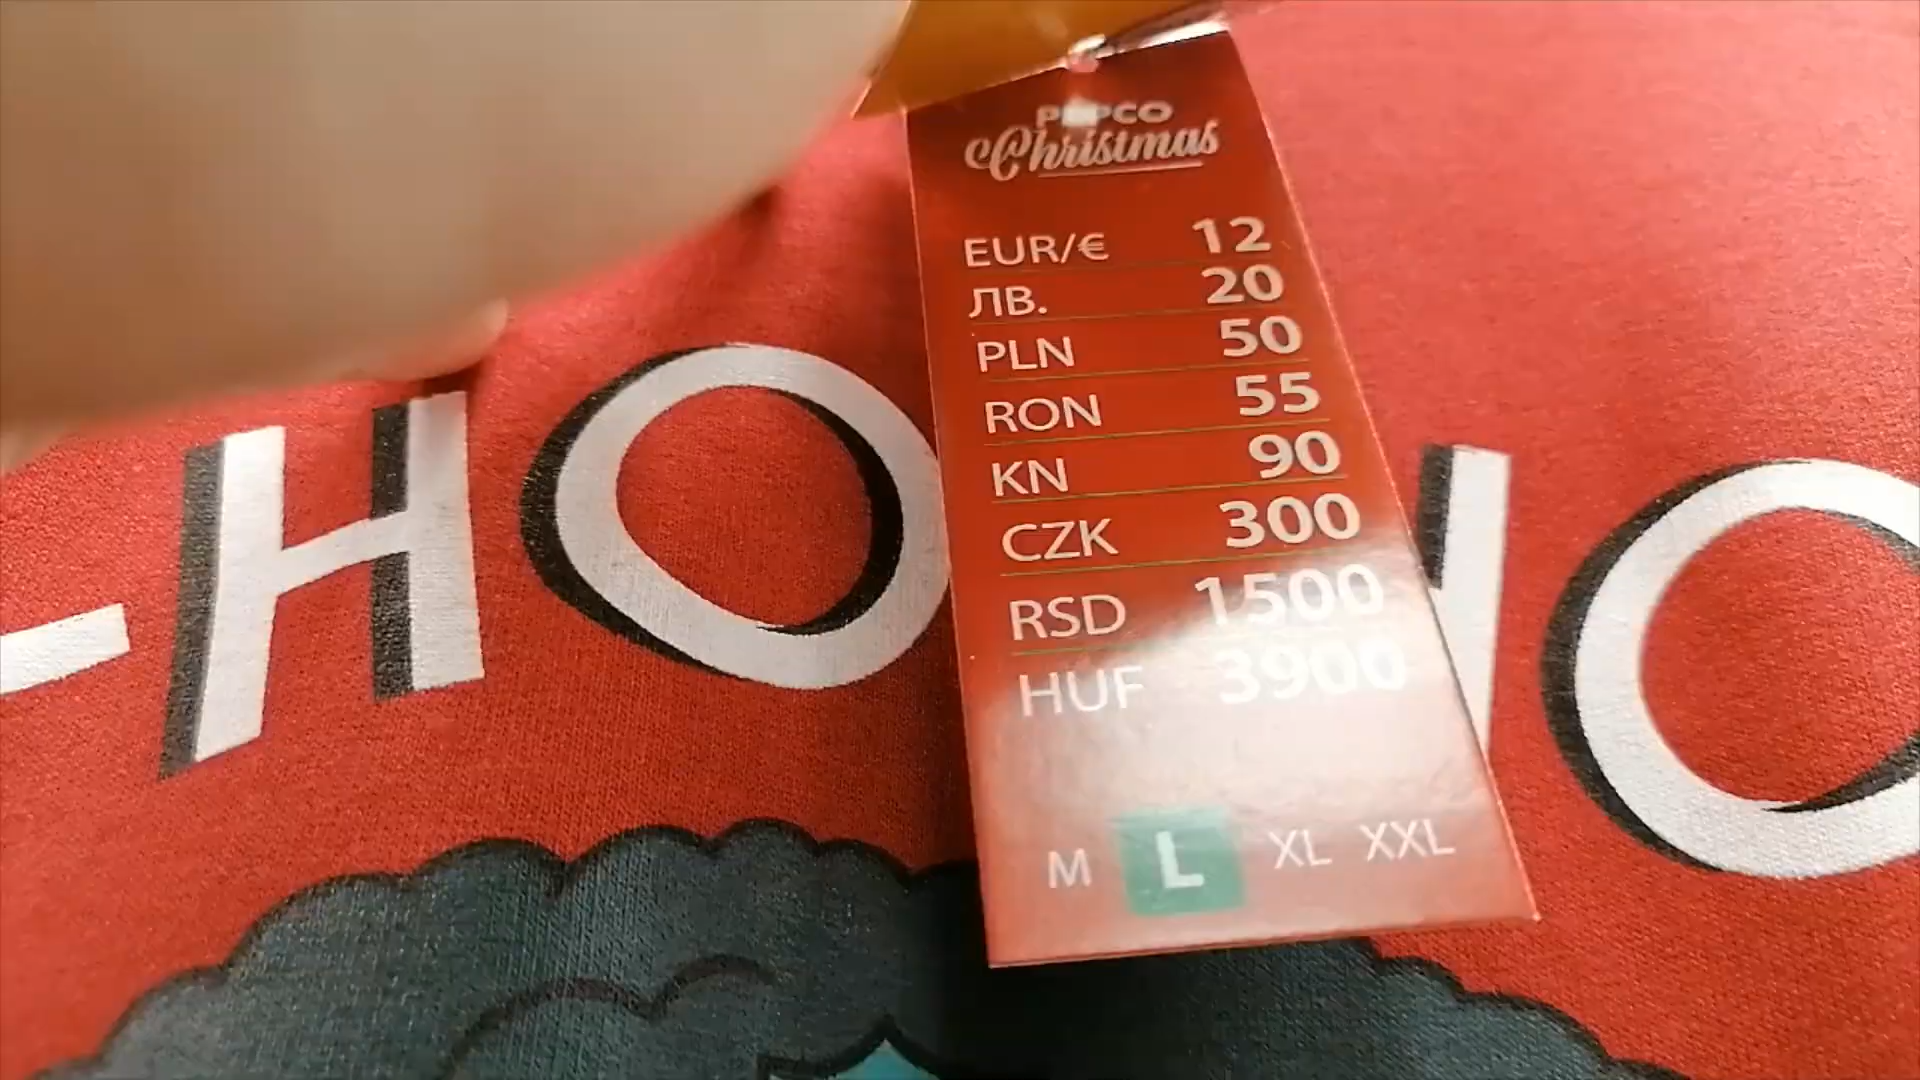 PEPCO
Christmas
EUR/€ 12
ЛВ. 20
PLN 50
RON 55
KN 90
CZK 300
RSD 1500
HUF 3900
M L XL XXL
-HO
O